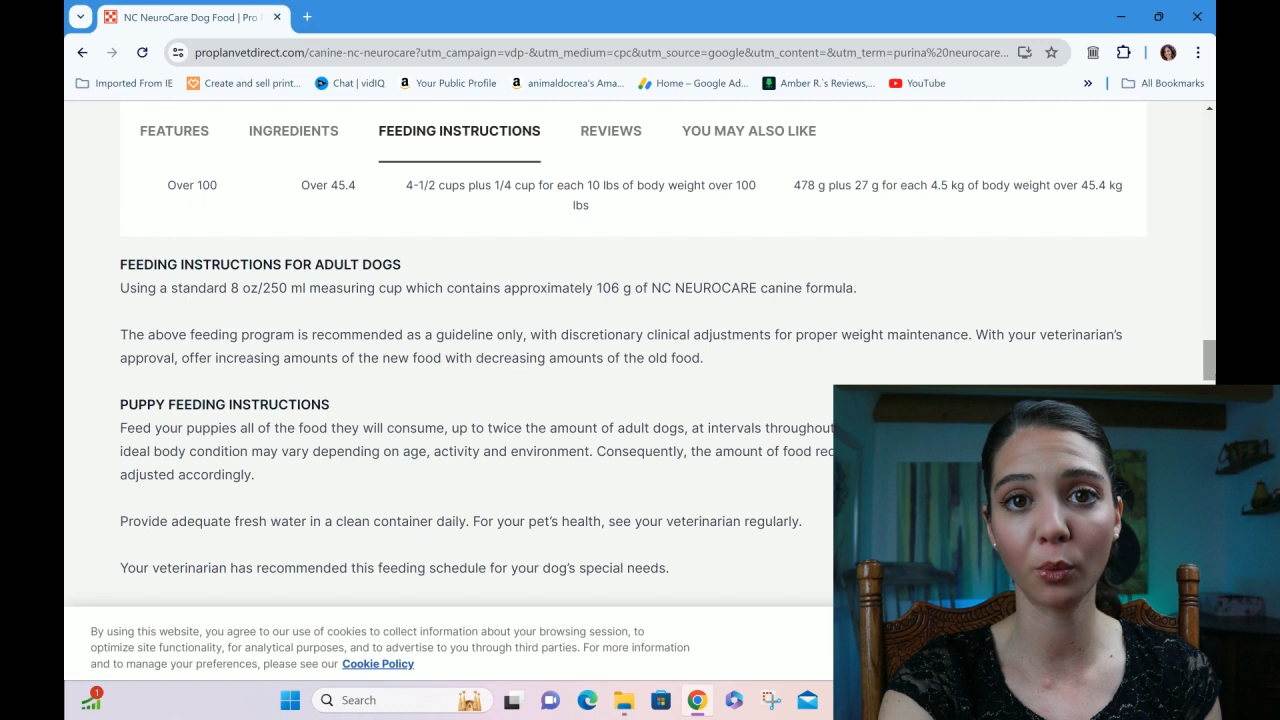 NC NeuroCare Dog Food | Pro
proplanvetdirect.com/canine-nc-neurocare?utm_campaign=vdp-&utm_medium=cpc&utm_source=google&utm_content=&utm_term=purina%20neurocare...
Imported From IE
Create and sell print...
Chat | vidIQ
Your Public Profile
animaldocrea's Ama...
Home – Google Ad...
Amber R.`s Reviews,...
YouTube
»
All Bookmarks
FEATURES
INGREDIENTS
FEEDING INSTRUCTIONS
REVIEWS
YOU MAY ALSO LIKE
Over 100
Over 45.4
4-1/2 cups plus 1/4 cup for each 10 lbs of body weight over 100
lbs
478 g plus 27 g for each 4.5 kg of body weight over 45.4 kg
FEEDING INSTRUCTIONS FOR ADULT DOGS
Using a standard 8 oz/250 ml measuring cup which contains approximately 106 g of NC NEUROCARE canine formula.
The above feeding program is recommended as a guideline only, with discretionary clinical adjustments for proper weight maintenance. With your veterinarian's
approval, offer increasing amounts of the new food with decreasing amounts of the old food.
PUPPY FEEDING INSTRUCTIONS
Feed your puppies all of the food they will consume, up to twice the amount of adult dogs, at intervals throughout
ideal body condition may vary depending on age, activity and environment. Consequently, the amount of food
adjusted accordingly.
Provide adequate fresh water in a clean container daily. For your pet's health, see your veterinarian regularly.
Your veterinarian has recommended this feeding schedule for your dog's special needs.
By using this website, you agree to our use of cookies to collect information about your browsing session, to
optimize site functionality, for analytical purposes, and to advertise to you through third parties. For more information
and to manage your preferences, please see our Cookie Policy
1
Search